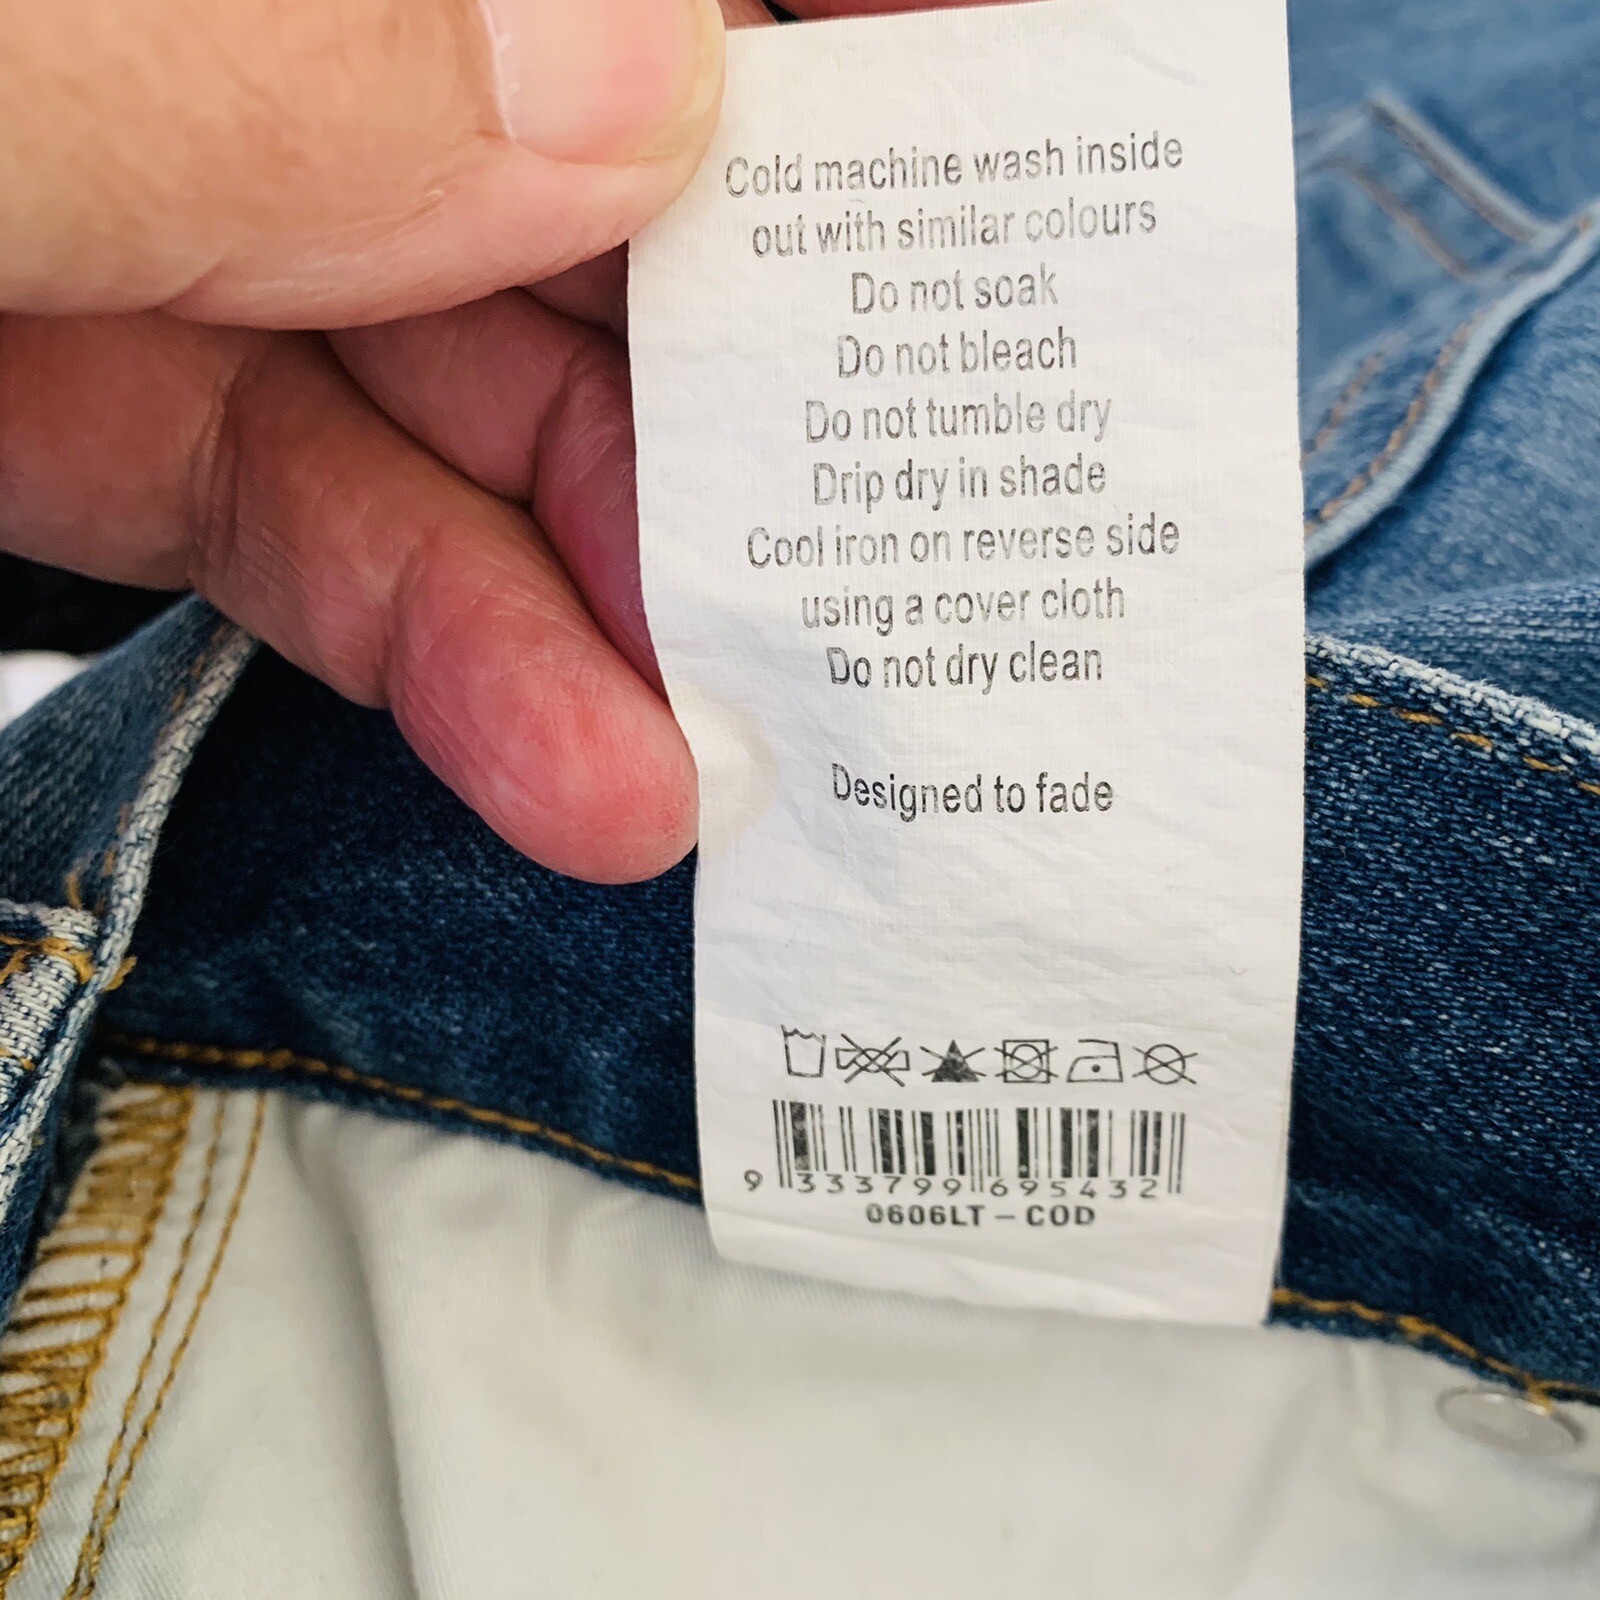 Cold machine wash inside
out with similar colours
Do not soak
Do not bleach
Do not tumble dry
Drip dry in shade
Cool iron on reverse side
using a cover cloth
Do not dry clean
Designed to fade
9 333799 695432
0606LT - COD